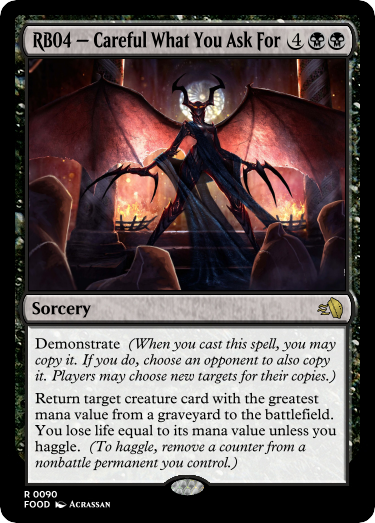 RB04 — Careful What You Ask For 4
Sorcery
Demonstrate (When you cast this spell, you may
copy it. If you do, choose an opponent to also copy
it. Players may choose new targets for their copies.)
Return target creature card with the greatest
mana value from a graveyard to the battlefield.
You lose life equal to its mana value unless you
haggle. (To haggle, remove a counter from a
nonbattle permanent you control.)
R 0090
FOOD Acrassan